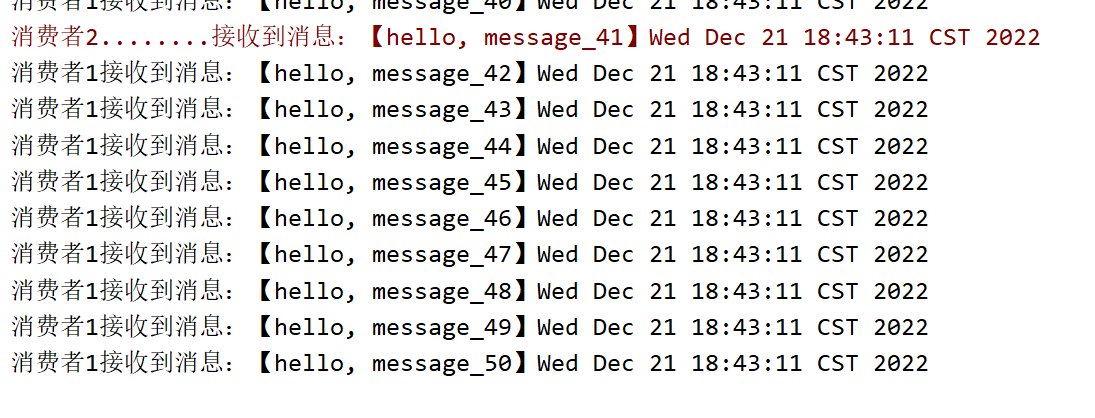 消费者1接收到消息：【hello, message_40】Wed Dec 21 18:43:11 CST 2022
消费者2........接收到消息：【hello, message_41】Wed Dec 21 18:43:11 CST 2022
消费者1接收到消息：【hello, message_42】Wed Dec 21 18:43:11 CST 2022
消费者1接收到消息：【hello, message_43】Wed Dec 21 18:43:11 CST 2022
消费者1接收到消息：【hello, message_44】Wed Dec 21 18:43:11 CST 2022
消费者1接收到消息：【hello, message_45】Wed Dec 21 18:43:11 CST 2022
消费者1接收到消息：【hello, message_46】Wed Dec 21 18:43:11 CST 2022
消费者1接收到消息：【hello, message_47】Wed Dec 21 18:43:11 CST 2022
消费者1接收到消息：【hello, message_48】Wed Dec 21 18:43:11 CST 2022
消费者1接收到消息：【hello, message_49】Wed Dec 21 18:43:11 CST 2022
消费者1接收到消息：【hello, message_50】Wed Dec 21 18:43:11 CST 2022